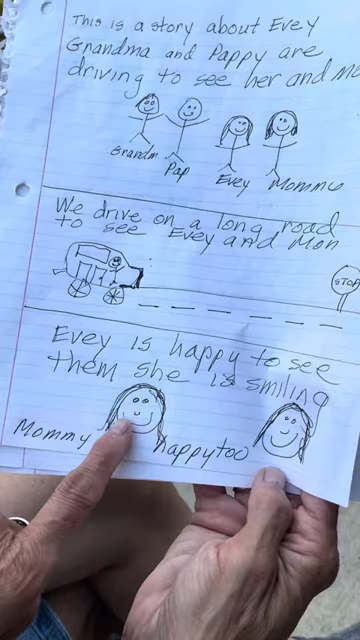 This is a story about Evey
Grandma and Pappy are
driving to see her and
Grandm
Pap
Evey
Mommy
We drive on a long road
to see Evey and Mon
STOP
Evey is happy to see
them she is smiling
Mommy happy too